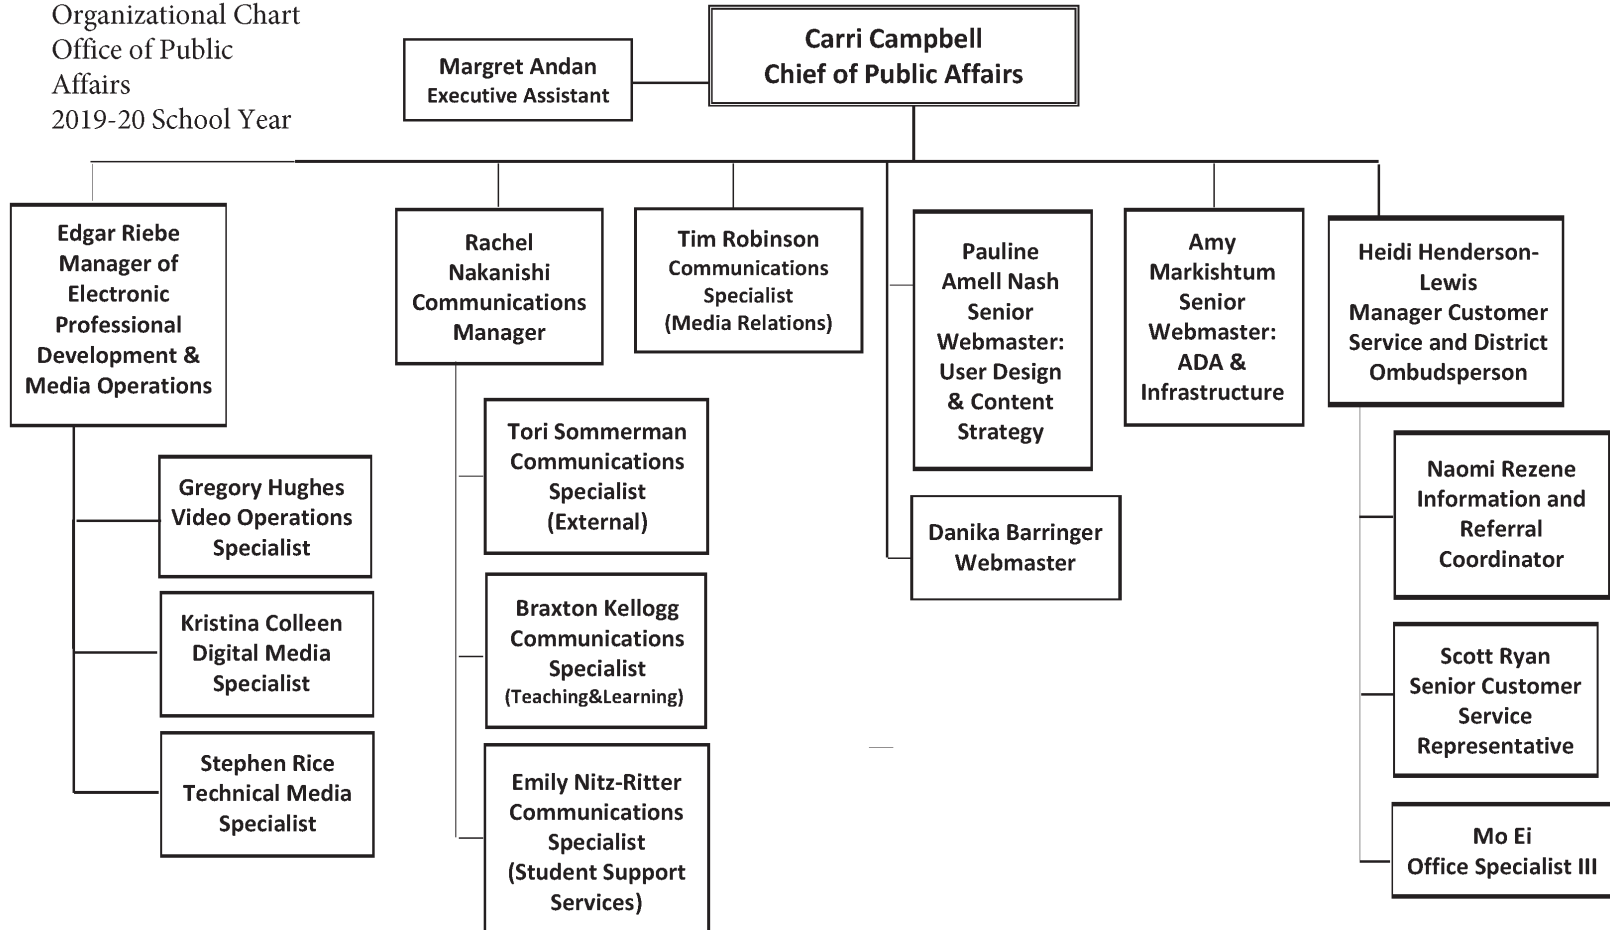 Organizational Chart
Office of Public
Affairs
2019-20 School Year
Margret Andan
Executive Assistant
Carri Campbell
Chief of Public Affairs
Edgar Riebe
Manager of
Electronic
Professional
Development &
Media Operations
Gregory Hughes
Video Operations
Specialist
Kristina Colleen
Digital Media
Specialist
Stephen Rice
Technical Media
Specialist
Rachel
Nakanishi
Communications
Manager
Tori Sommerman
Communications
Specialist
(External)
Braxton Kellogg
Communications
Specialist
(Teaching&Learning)
Emily Nitz-Ritter
Communications
Specialist
(Student Support
Services)
Tim Robinson
Communications
Specialist
(Media Relations)
Pauline
Amell Nash
Senior
Webmaster:
User Design
& Content
Strategy
Danika Barringer
Webmaster
Amy
Markishtum
Senior
Webmaster:
ADA &
Infrastructure
Heidi Henderson-
Lewis
Manager Customer
Service and District
Ombudsperson
Naomi Rezene
Information and
Referral
Coordinator
Scott Ryan
Senior Customer
Service
Representative
Mo Ei
Office Specialist III